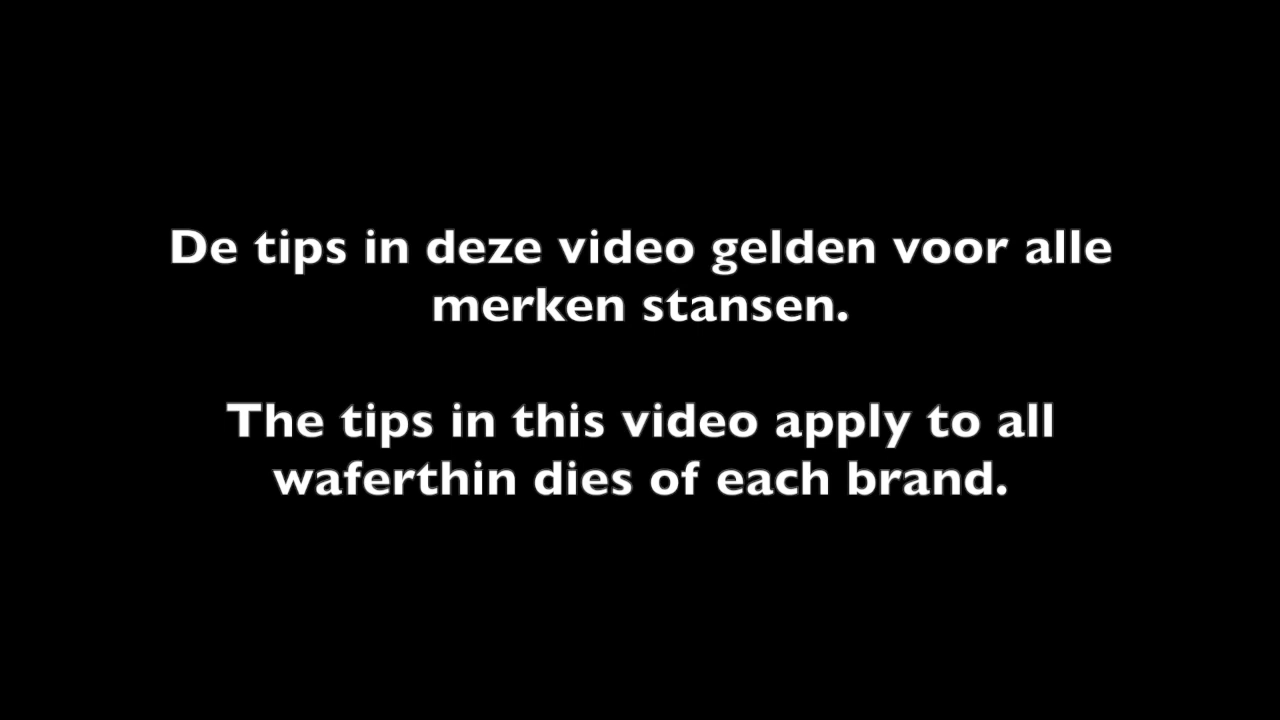 De tips in deze video gelden voor alle
merken stansen.
The tips in this video apply to all
waferthin dies of each brand.